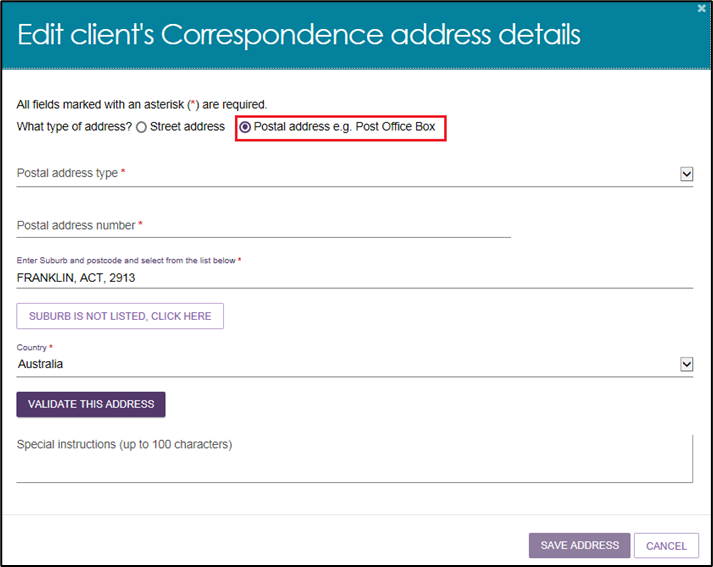 Edit client's Correspondence address details
All fields marked with an asterisk (*) are required.
What type of address? Street address Postal address e.g. Post Office Box
Postal address type *
Postal address number *
Enter Suburb and postcode and select from the list below *
FRANKLIN, ACT, 2913
SUBURB IS NOT LISTED, CLICK HERE
Country *
Australia
VALIDATE THIS ADDRESS
Special instructions (up to 100 characters)
SAVE ADDRESS CANCEL